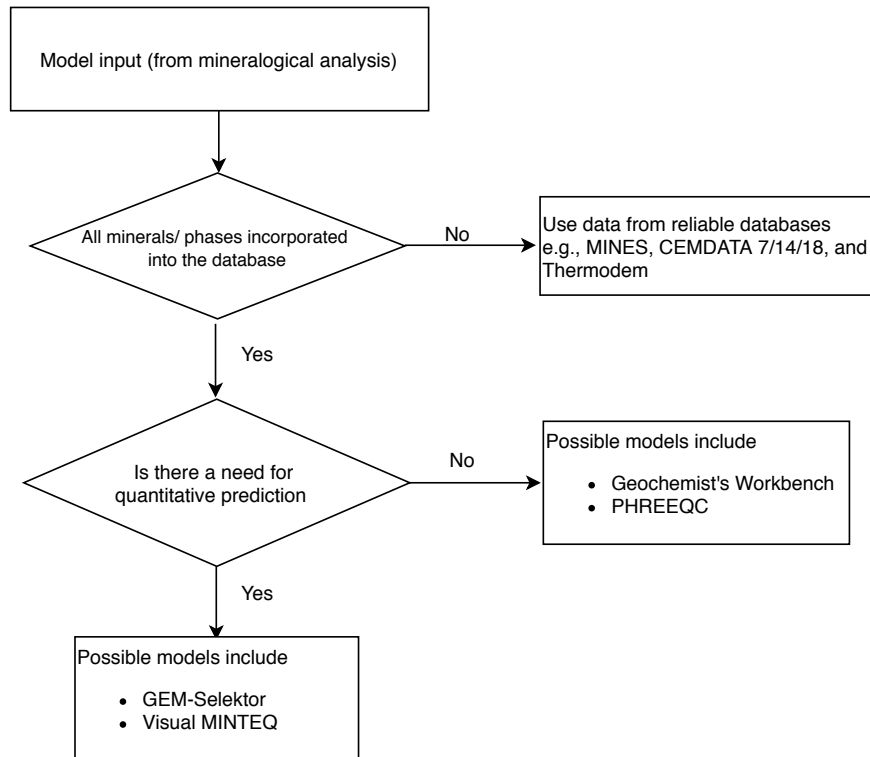 Model input (from mineralogical analysis)
All minerals/ phases incorporated
into the database
No
Use data from reliable databases
e.g., MINES, CEMDATA 7/14/18, and
Thermodem
Yes
Is there a need for
quantitative prediction
No
Possible models include
• Geochemist's Workbench
• PHREEQC
Yes
Possible models include
• GEM-Selektor
• Visual MINTEQ